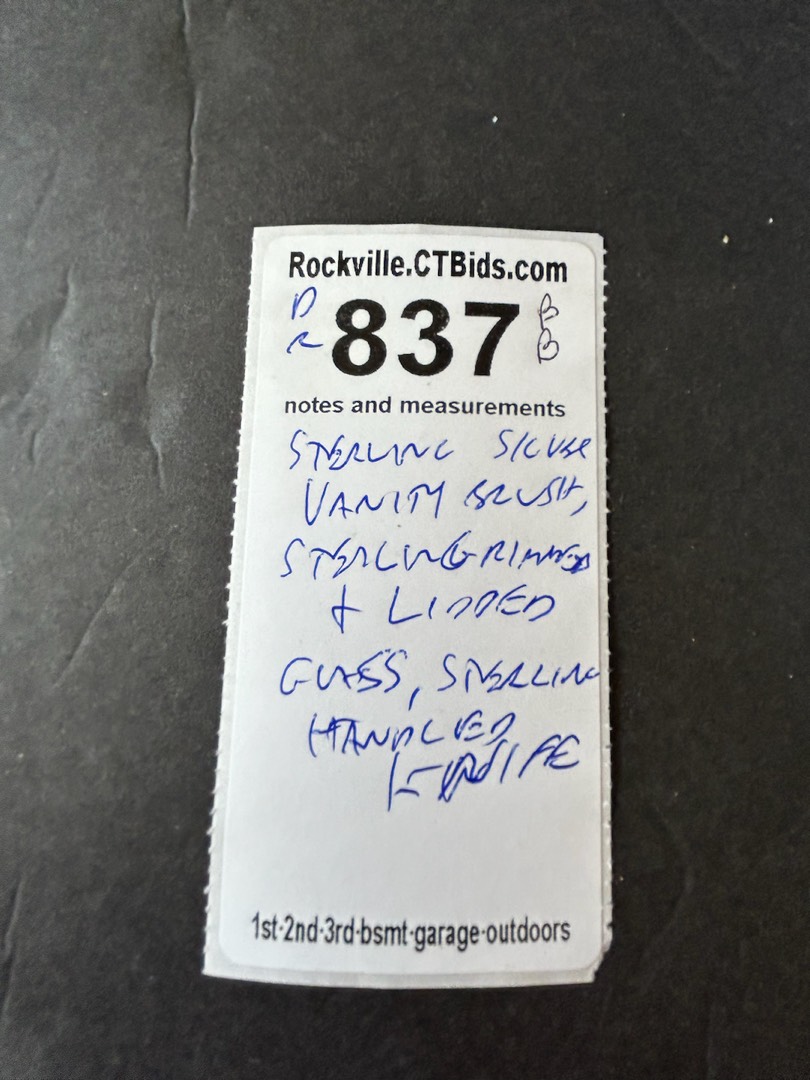 Rockville.CTBids.com
D 837 B
R B
notes and measurements
STERLING SILVER
VANITY BRUSH,
STERLING RIMMED
+ LIDDED
GLASS, STERLING
HANDLED
KNIFE
1st·2nd·3rd·bsmt·garage·outdoors